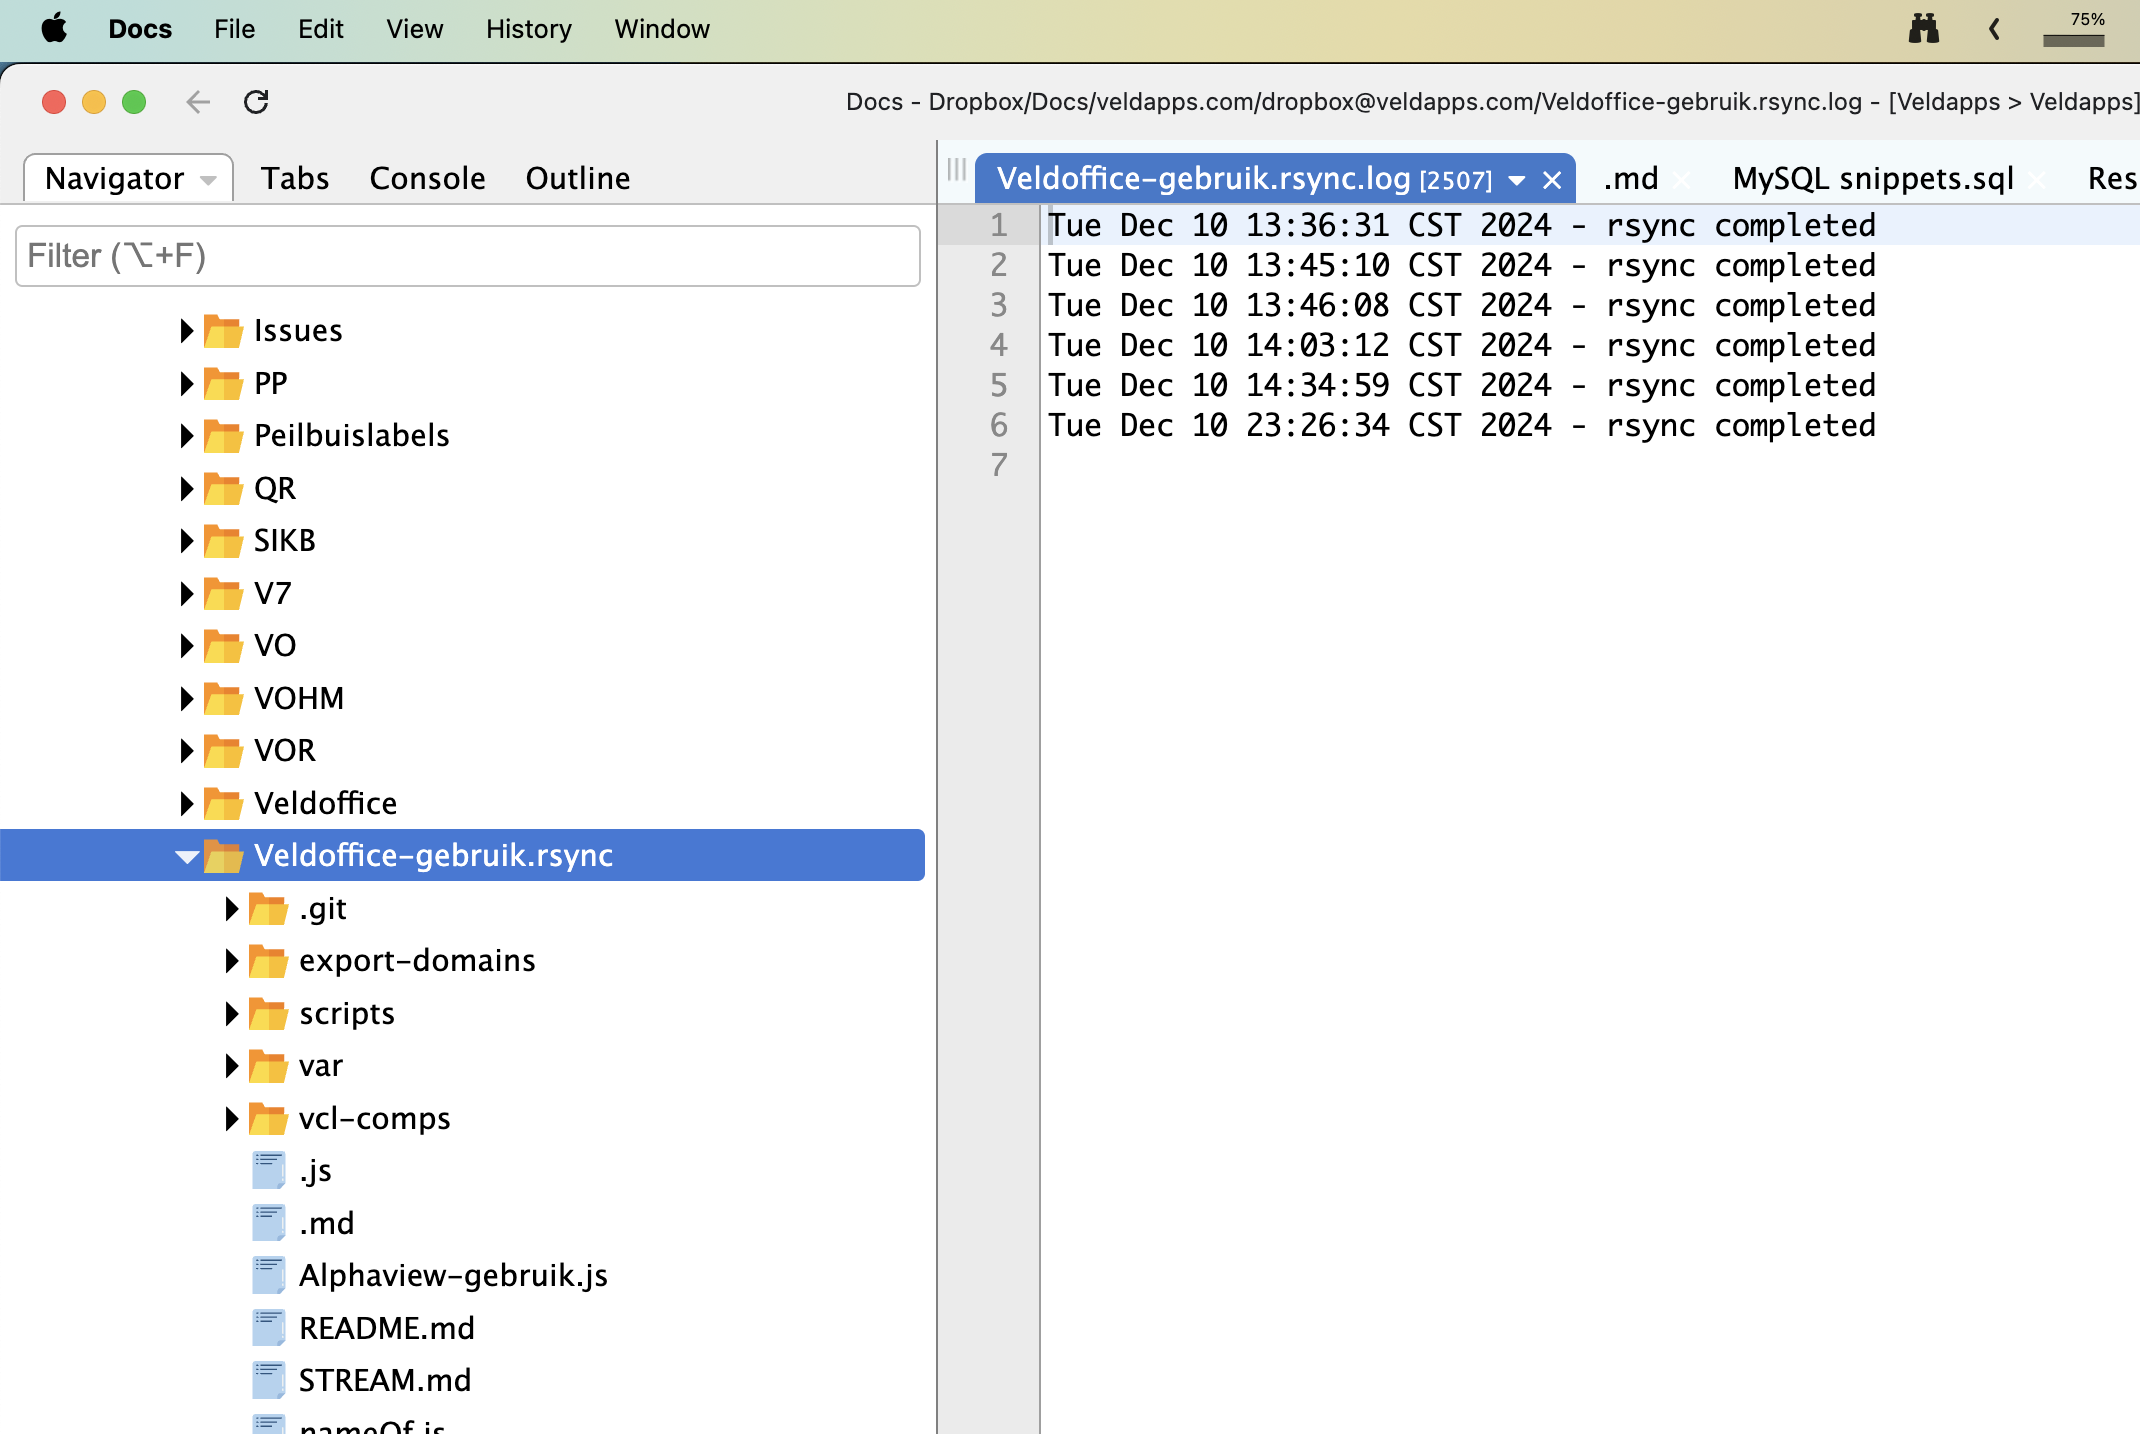 Docs File Edit View History Window 75%
Docs - Dropbox/Docs/veldapps.com/dropbox@veldapps.com/Veldoffice-gebruik.rsync.log - [Veldapps > Veldapps]
Navigator Tabs Console Outline
Veldoffice-gebruik.rsync.log [2507] .md MySQL snippets.sql Res
Filter (⌥+F)
Issues
PP
Peilbuislabels
QR
SIKB
V7
VO
VOHM
VOR
Veldoffice
Veldoffice-gebruik.rsync
.git
export-domains
scripts
var
vcl-comps
.js
.md
Alphaview-gebruik.js
README.md
STREAM.md
nameOf.js
1 Tue Dec 10 13:36:31 CST 2024 - rsync completed
2 Tue Dec 10 13:45:10 CST 2024 - rsync completed
3 Tue Dec 10 13:46:08 CST 2024 - rsync completed
4 Tue Dec 10 14:03:12 CST 2024 - rsync completed
5 Tue Dec 10 14:34:59 CST 2024 - rsync completed
6 Tue Dec 10 23:26:34 CST 2024 - rsync completed
7